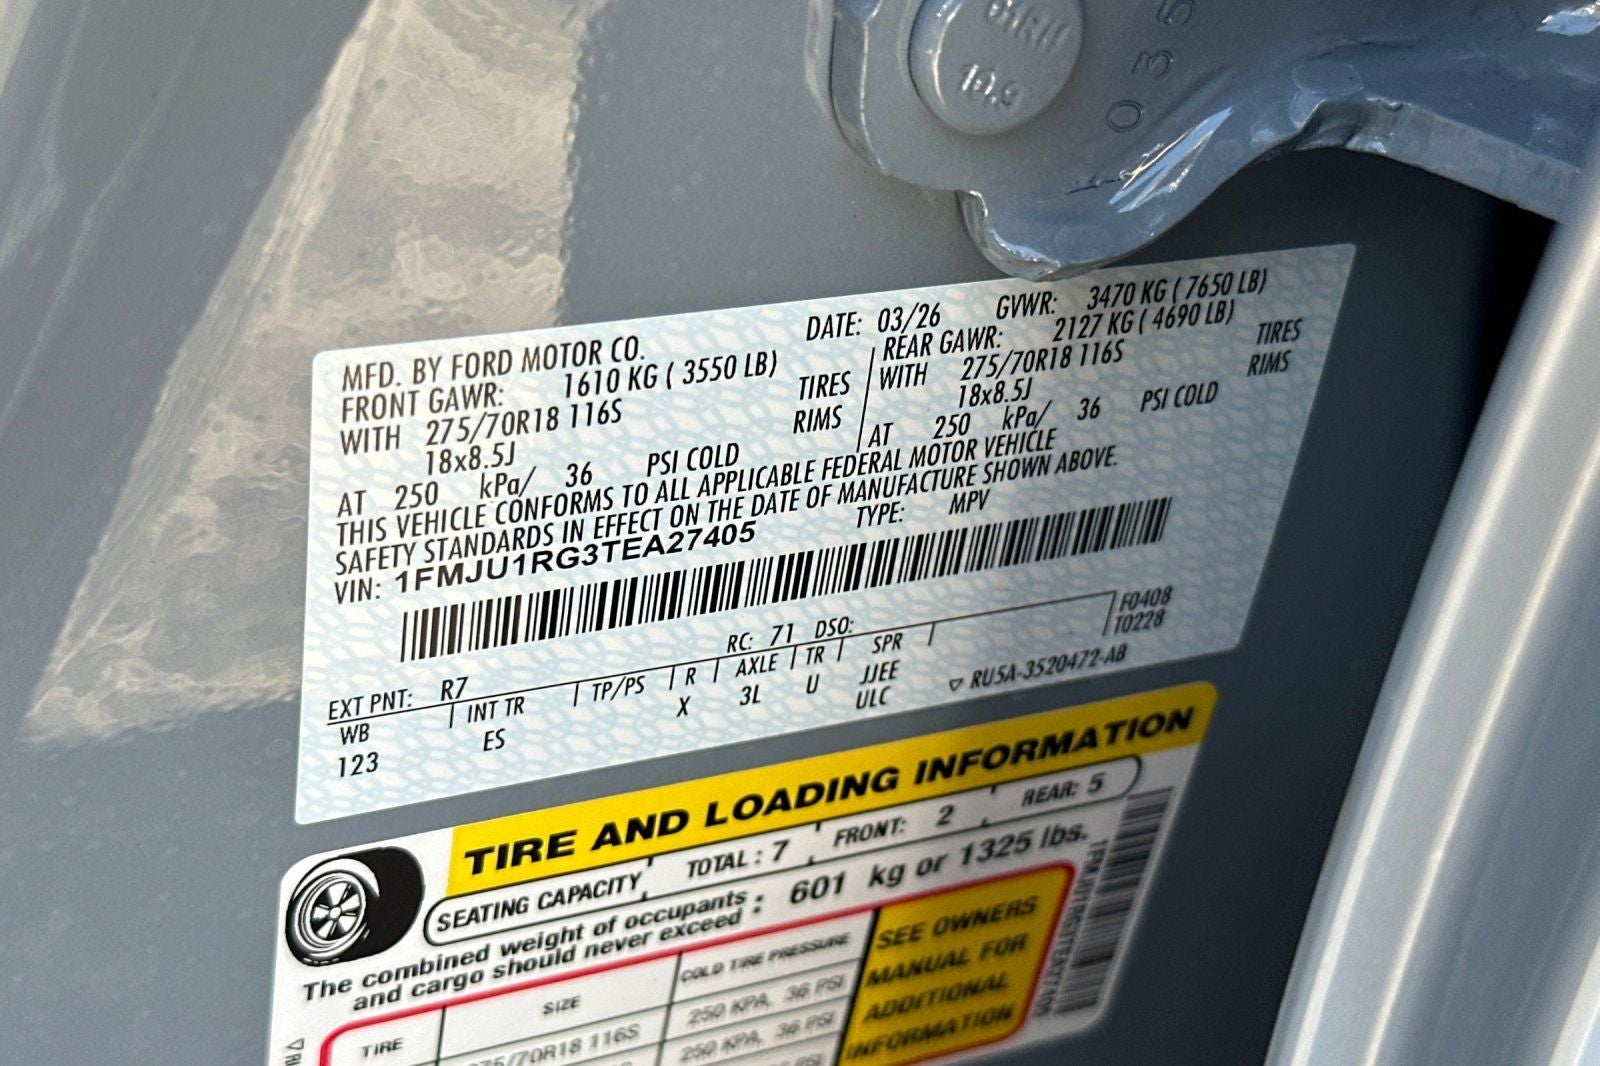 10.9
035
MFD. BY FORD MOTOR CO.
DATE: 03/26
GVWR: 3470 KG ( 7650 LB)
FRONT GAWR: 1610 KG ( 3550 LB)
REAR GAWR: 2127 KG ( 4690 LB)
WITH 275/70R18 116S TIRES
WITH 275/70R18 116S TIRES
18x8.5J RIMS
18x8.5J RIMS
AT 250 kPa/ 36 PSI COLD
AT 250 kPa/ 36 PSI COLD
THIS VEHICLE CONFORMS TO ALL APPLICABLE FEDERAL MOTOR VEHICLE
SAFETY STANDARDS IN EFFECT ON THE DATE OF MANUFACTURE SHOWN ABOVE.
VIN: 1FMJU1RG3TEA27405
TYPE: MPV
F0408
T0228
EXT PNT: R7 RC: 71 DSO:
WB INT TR TP/PS R AXLE TR SPR
123 ES X 3L U JJEE
ULC
▽ RU5A-3520472-AB
TIRE AND LOADING INFORMATION
SEATING CAPACITY TOTAL : 7 FRONT: 2 REAR: 5
The combined weight of occupants
and cargo should never exceed : 601 kg or 1325 lbs.
TIRE SIZE COLD TIRE PRESSURE
275/70R18 116S 250 KPA, 36 PSI
250 KPA, 36 PSI
SEE OWNERS
MANUAL FOR
ADDITIONAL
INFORMATION
1FMJU1RG3TEA27405